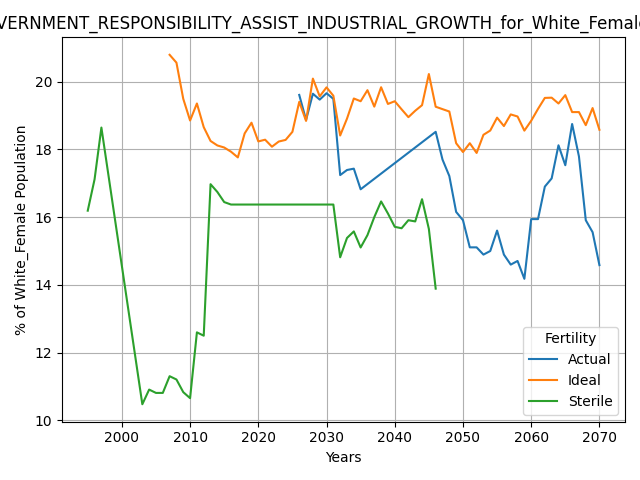 VERNMENT_RESPONSIBILITY_ASSIST_INDUSTRIAL_GROWTH_for_White_Female
% of White_Female Population
20
18
16
14
12
10
2000 2010 2020 2030 2040 2050 2060 2070
Years
Fertility
Actual
Ideal
Sterile